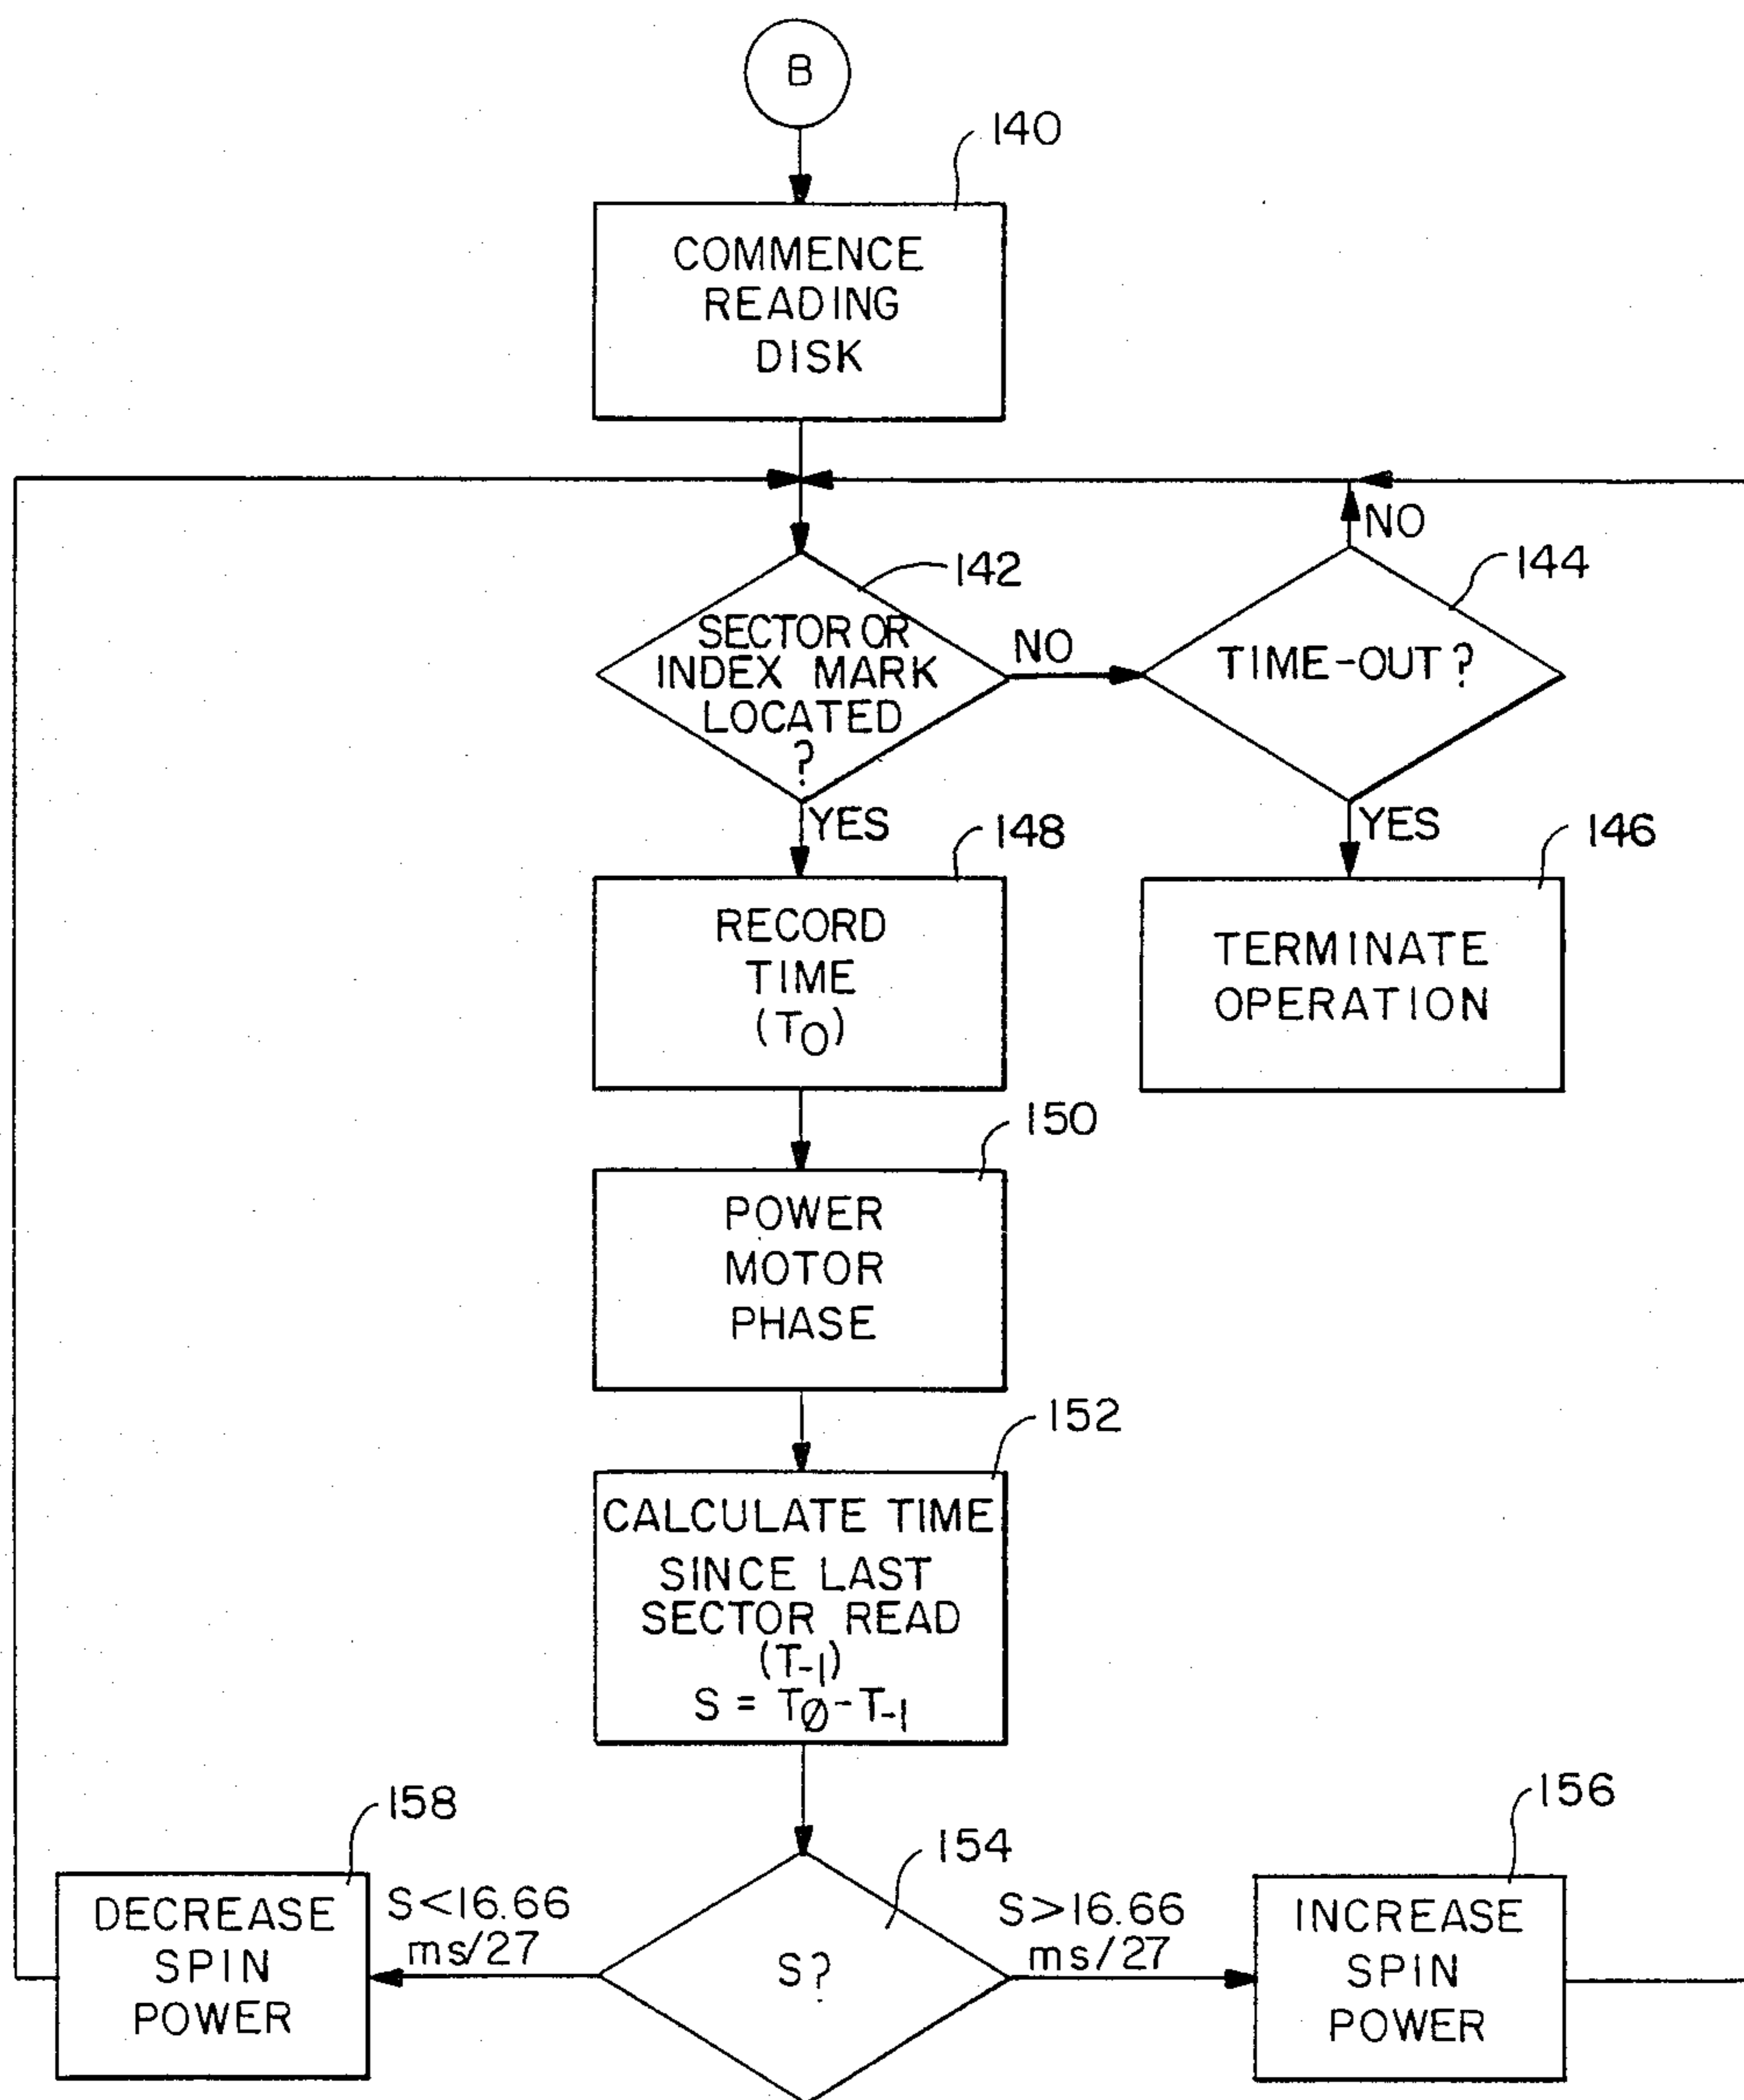 B
140
COMMENCE
READING
DISK
NO
142
144
SECTOR OR
INDEX MARK
LOCATED
?
NO
TIME-OUT?
YES
YES
148
146
RECORD
TIME
(T0)
TERMINATE
OPERATION
150
POWER
MOTOR
PHASE
152
CALCULATE TIME
SINCE LAST
SECTOR READ
(T-1)
S = TØ-T-1
158
154
156
DECREASE
SPIN
POWER
S<16.66
ms/27
S?
S>16.66
ms/27
INCREASE
SPIN
POWER